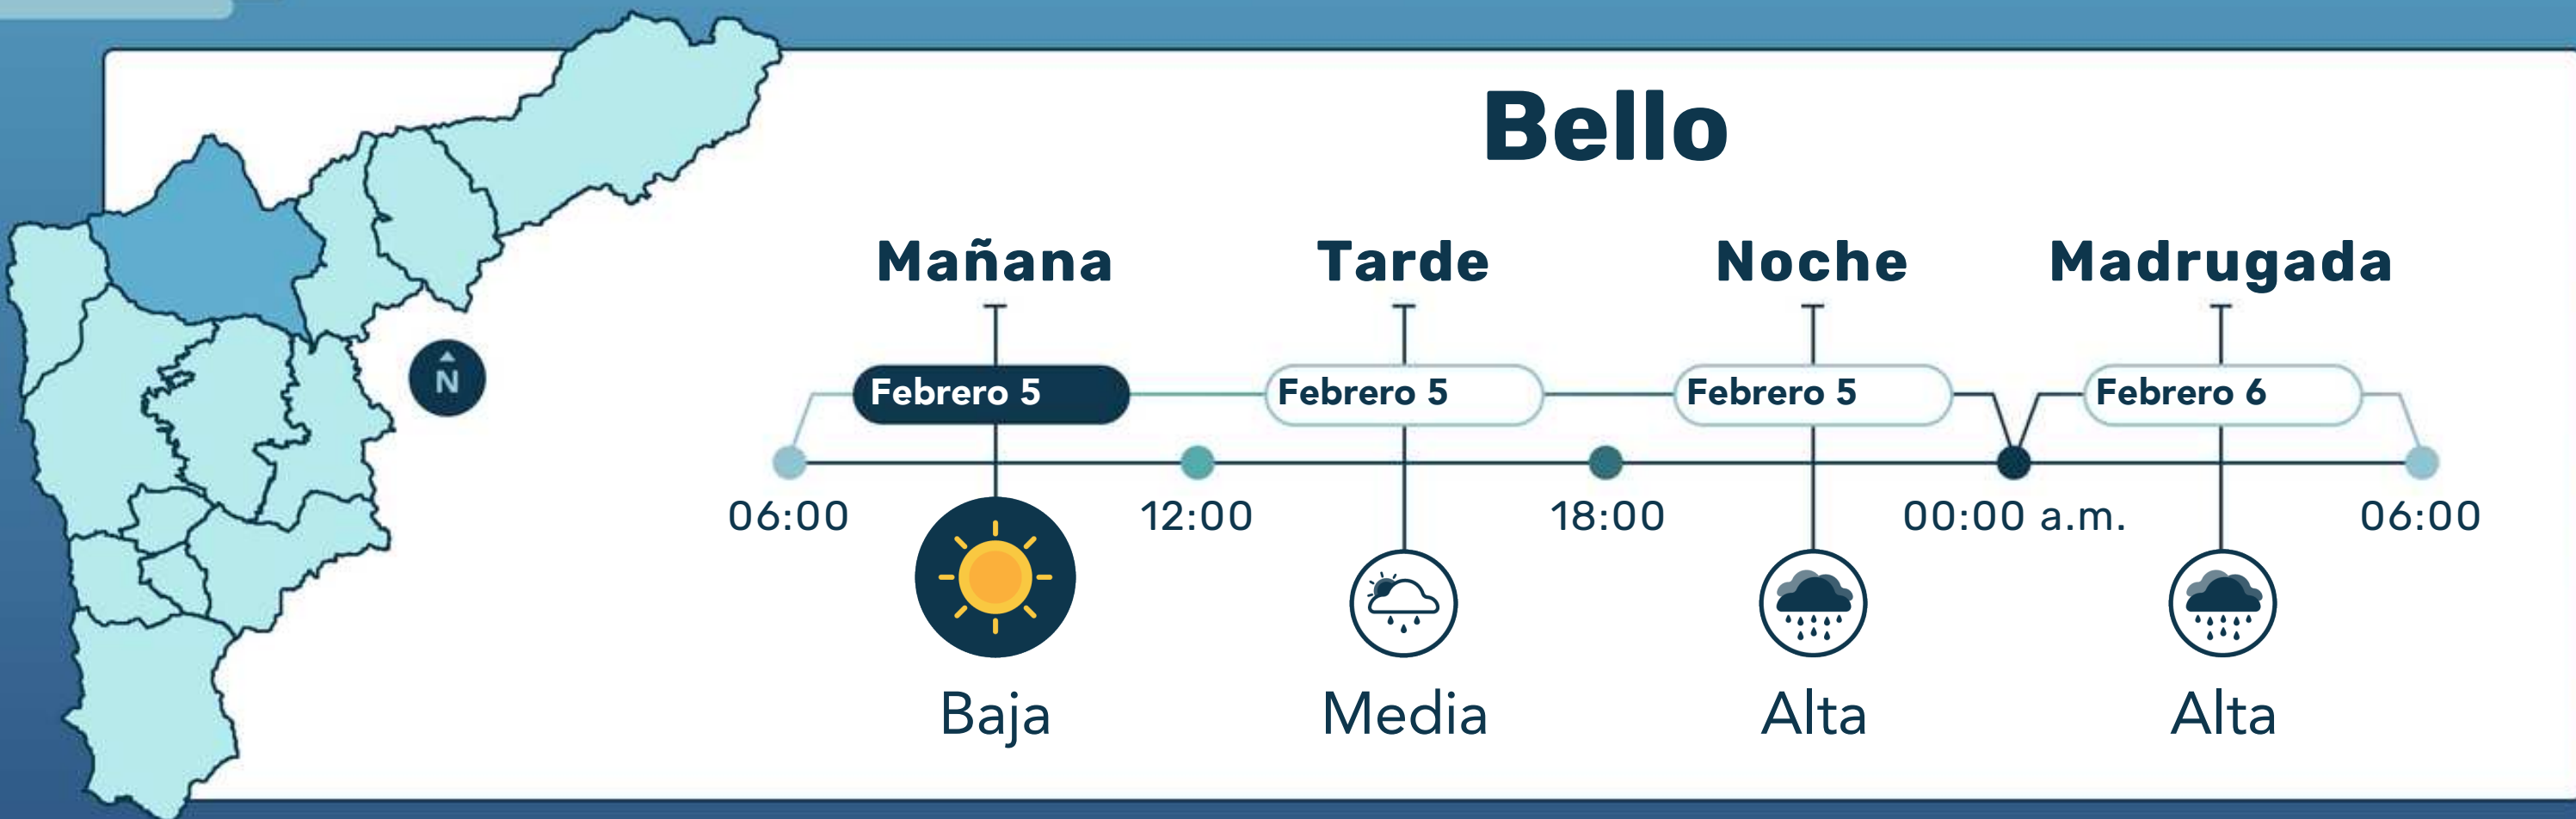 Bello
Mañana Tarde Noche Madrugada
N
Febrero 5 Febrero 5 Febrero 5 Febrero 6
06:00 12:00 18:00 00:00 a.m. 06:00
Baja Media Alta Alta